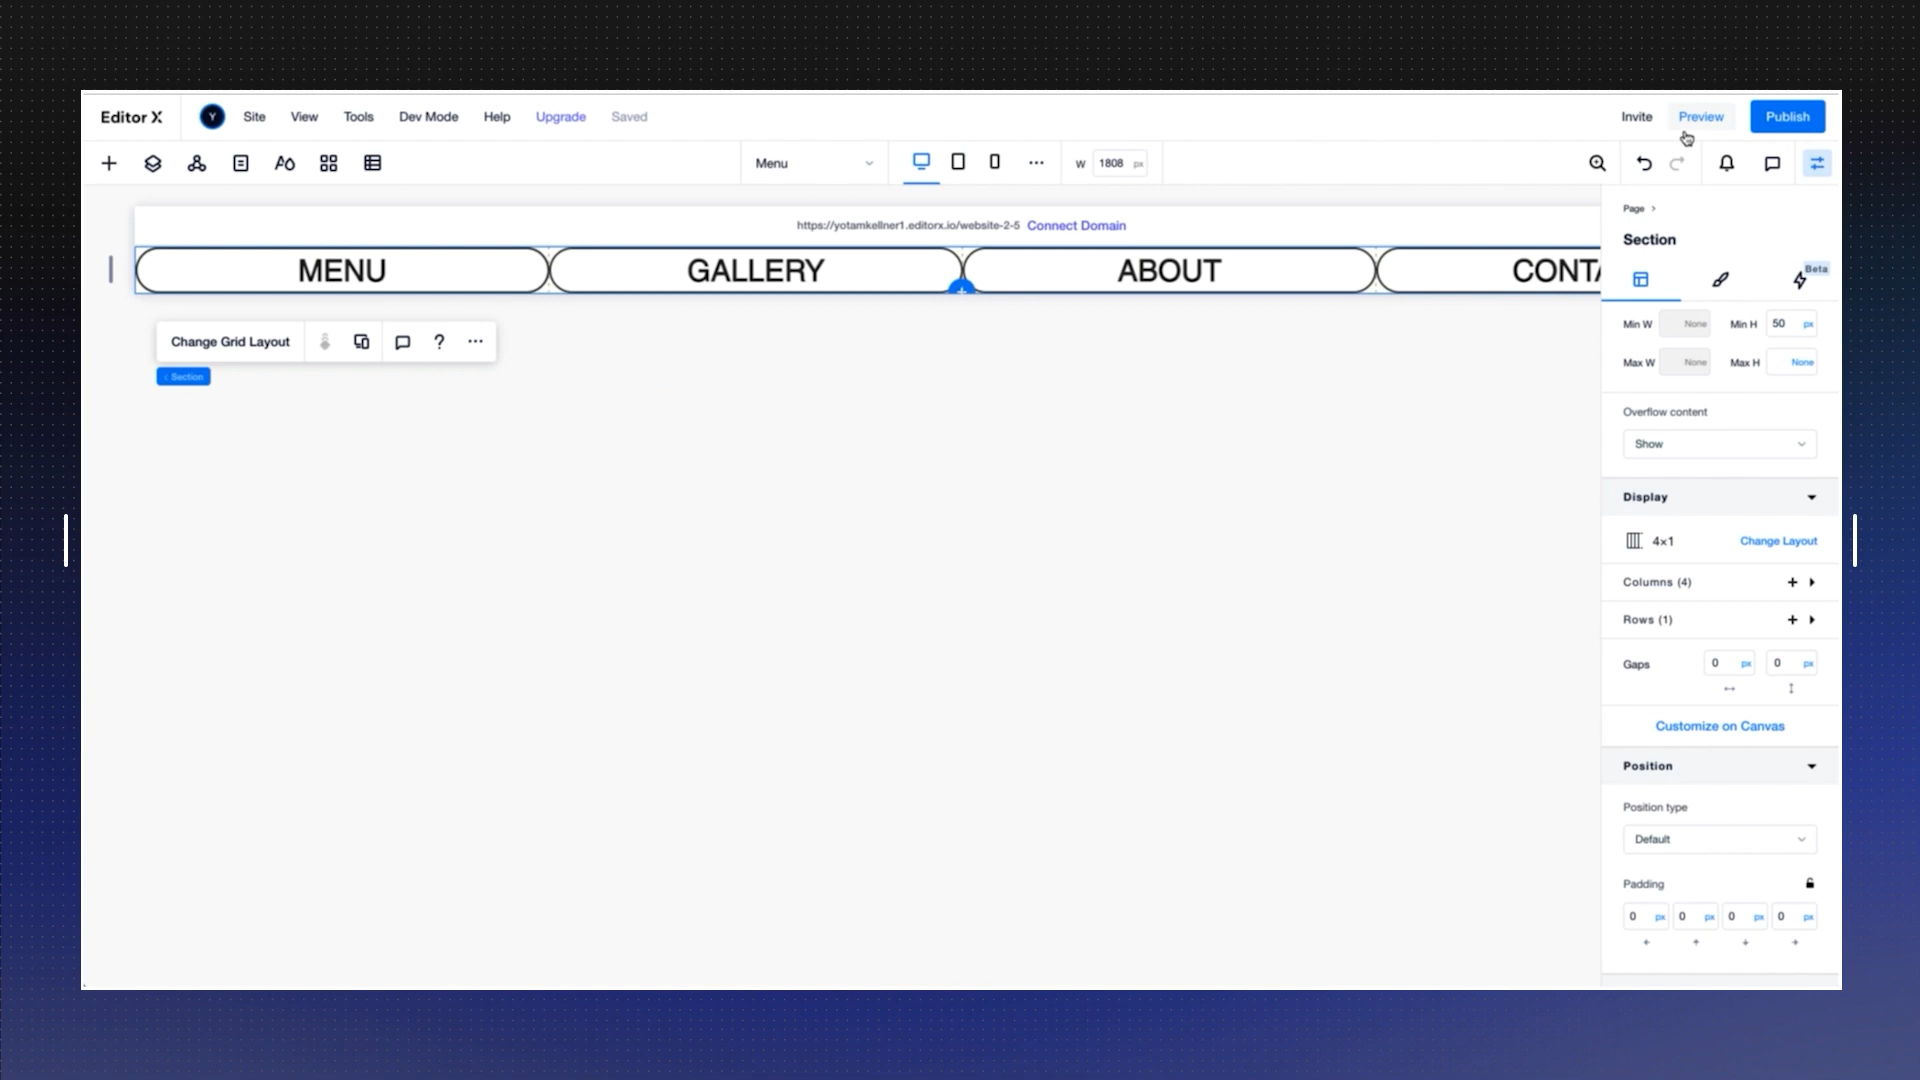 Editor X
Y
Site
View
Tools
Dev Mode
Help
Upgrade
Saved
Invite
Preview
Publish
Menu
W
1808 px
https://yotamkellner1.editorx.io/website-2-5 Connect Domain
MENU
GALLERY
ABOUT
CONTA
Change Grid Layout
?
Section
Page
Section
Beta
Min W None Min H 50 px
Max W None Max H None
Overflow content
Show
Display
4×1 Change Layout
Columns (4)
Rows (1)
Gaps 0 px 0 px
Customize on Canvas
Position
Position type
Default
Padding
0 px 0 px 0 px 0 px